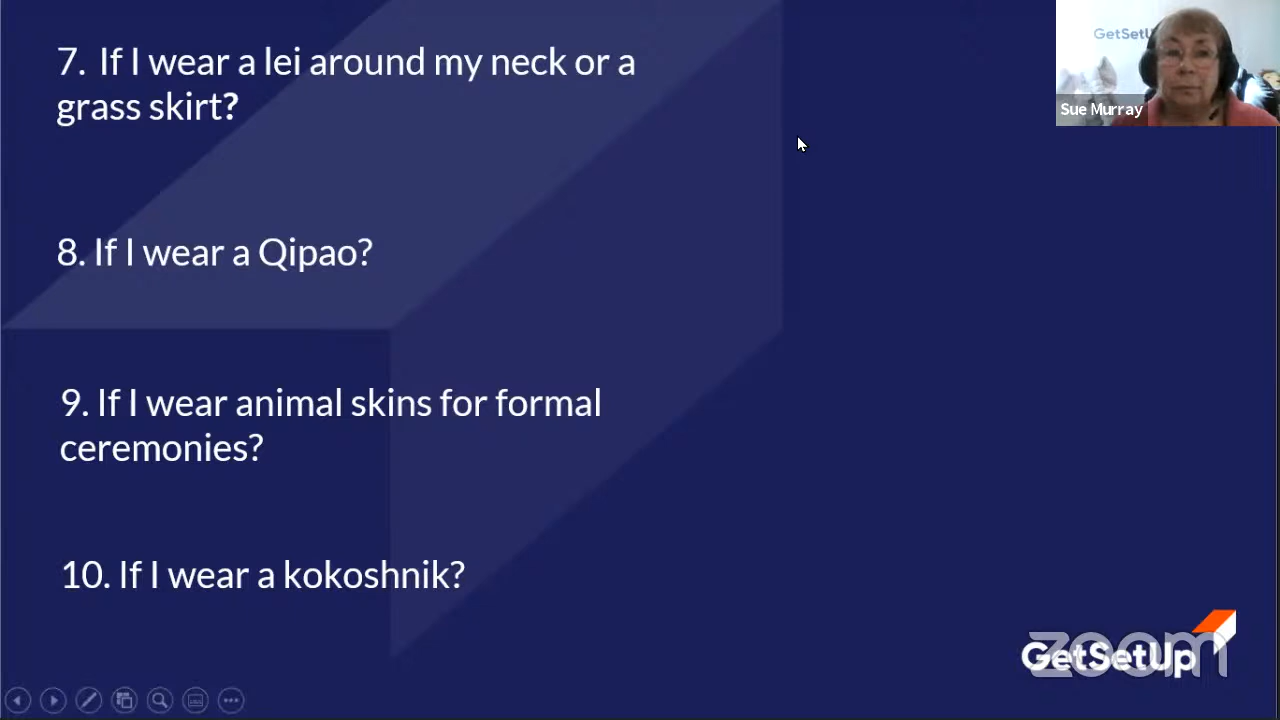 7. If I wear a lei around my neck or a
grass skirt?
8. If I wear a Qipao?
9. If I wear animal skins for formal
ceremonies?
10. If I wear a kokoshnik?
GetSetU
Sue Murray
zoom
GetSetUp